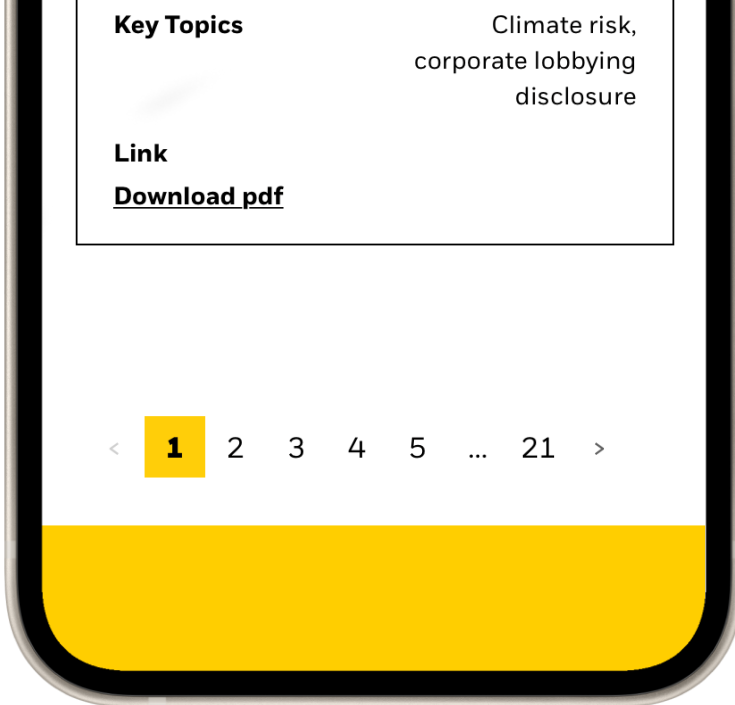 Key Topics
Climate risk,
corporate lobbying
disclosure
Link
Download pdf
< 1 2 3 4 5 ... 21 >